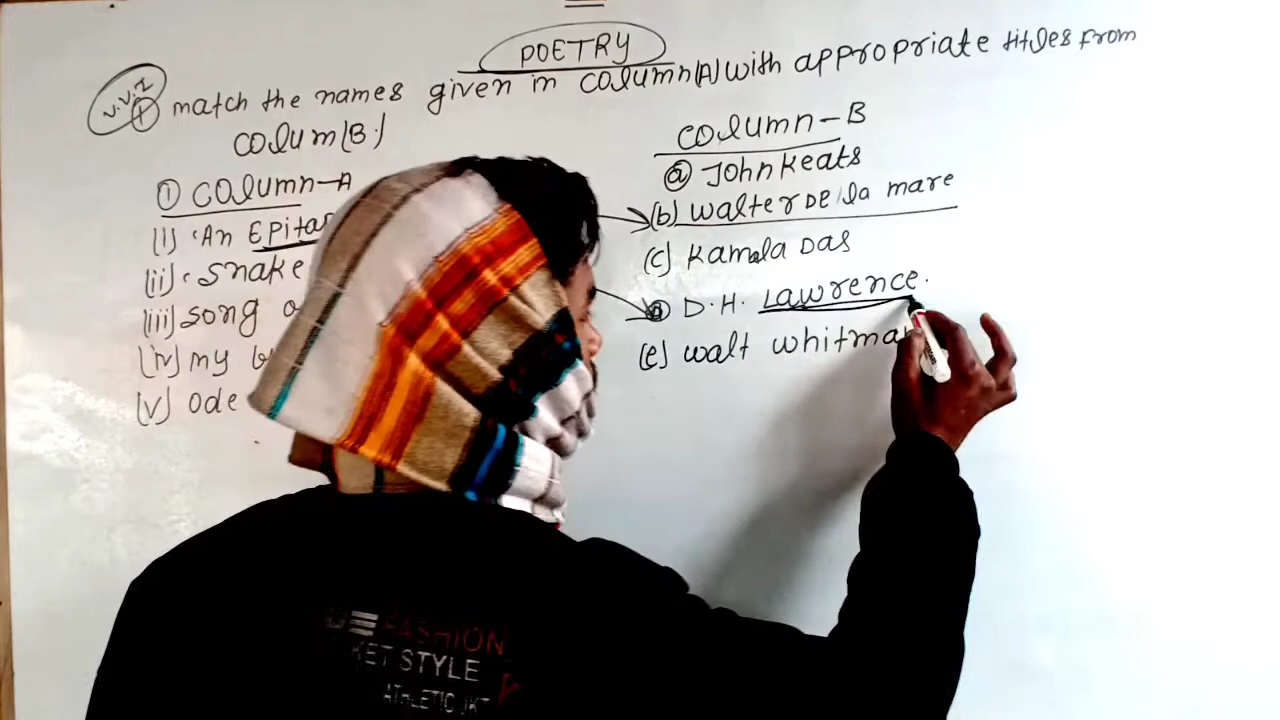 POETRY
V.V.I
① match the names given in column(A) with appropriate titles from
colum(B.)
① Column-A
(i) 'An Epita
(ii) ' Snake
(iii) song o
(iv) my b
(v) ode
Column-B
ⓐ John Keats
(b) Walter DE la mare
(c) Kamala Das
ⓓ D.H. Lawrence.
(e) walt whitma
FASHION
KET STYLE
ATHLETIC JKT